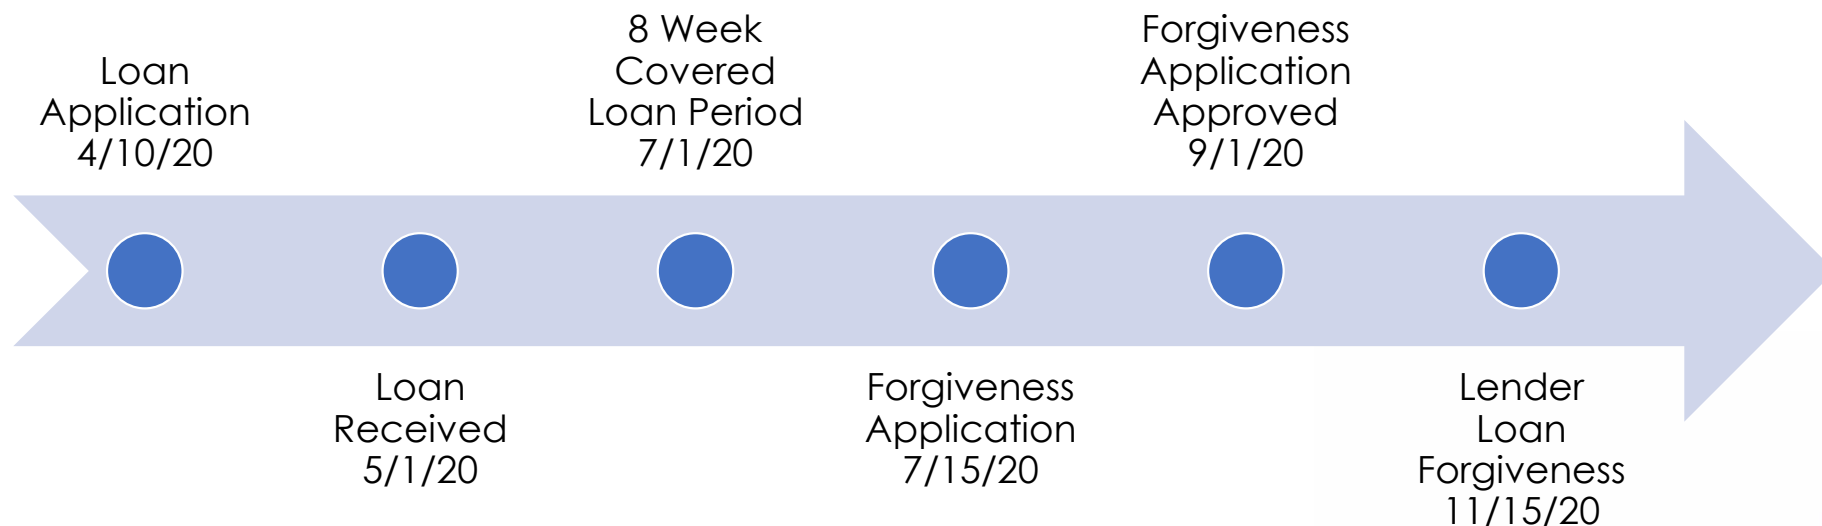 Loan
Application
4/10/20
Loan
Received
5/1/20
8 Week
Covered
Loan Period
7/1/20
Forgiveness
Application
7/15/20
Forgiveness
Application
Approved
9/1/20
Lender
Loan
Forgiveness
11/15/20